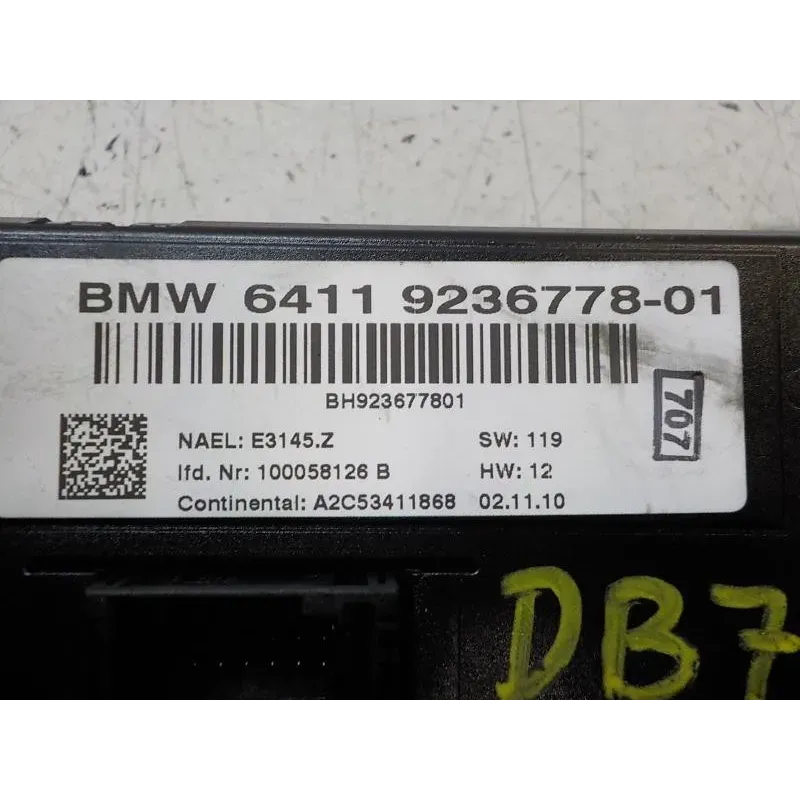 BMW 6411 9236778-01
BH923677801
707
NAEL: E3145.Z SW: 119
lfd. Nr: 100058126 B HW: 12
Continental: A2C53411868 02.11.10
DB7